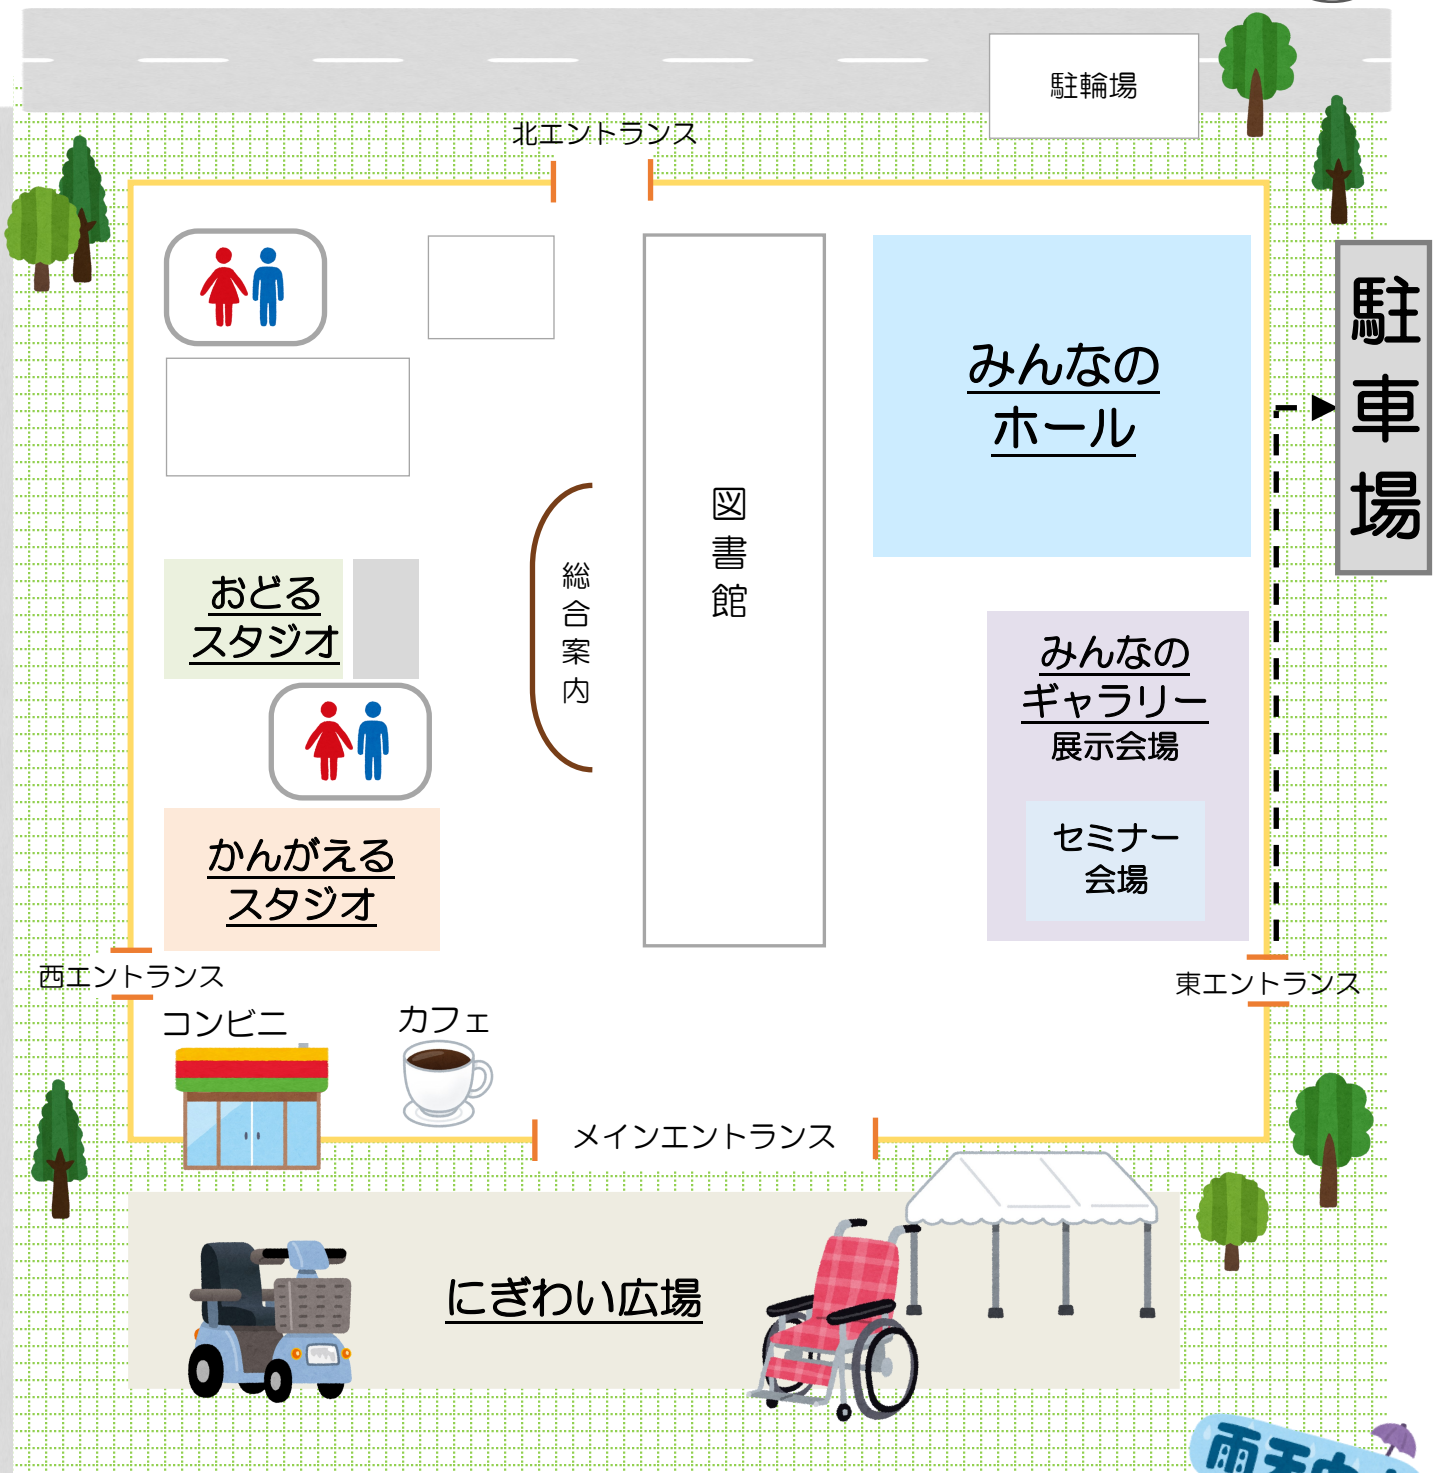 駐輪場
北エントランス
駐車場
みんなの
ホール
図書館
総合案内
おどる
スタジオ
みんなの
ギャラリー
展示会場
セミナー
会場
かんがえる
スタジオ
西エントランス
東エントランス
コンビニ
カフェ
メインエントランス
にぎわい広場
雨天